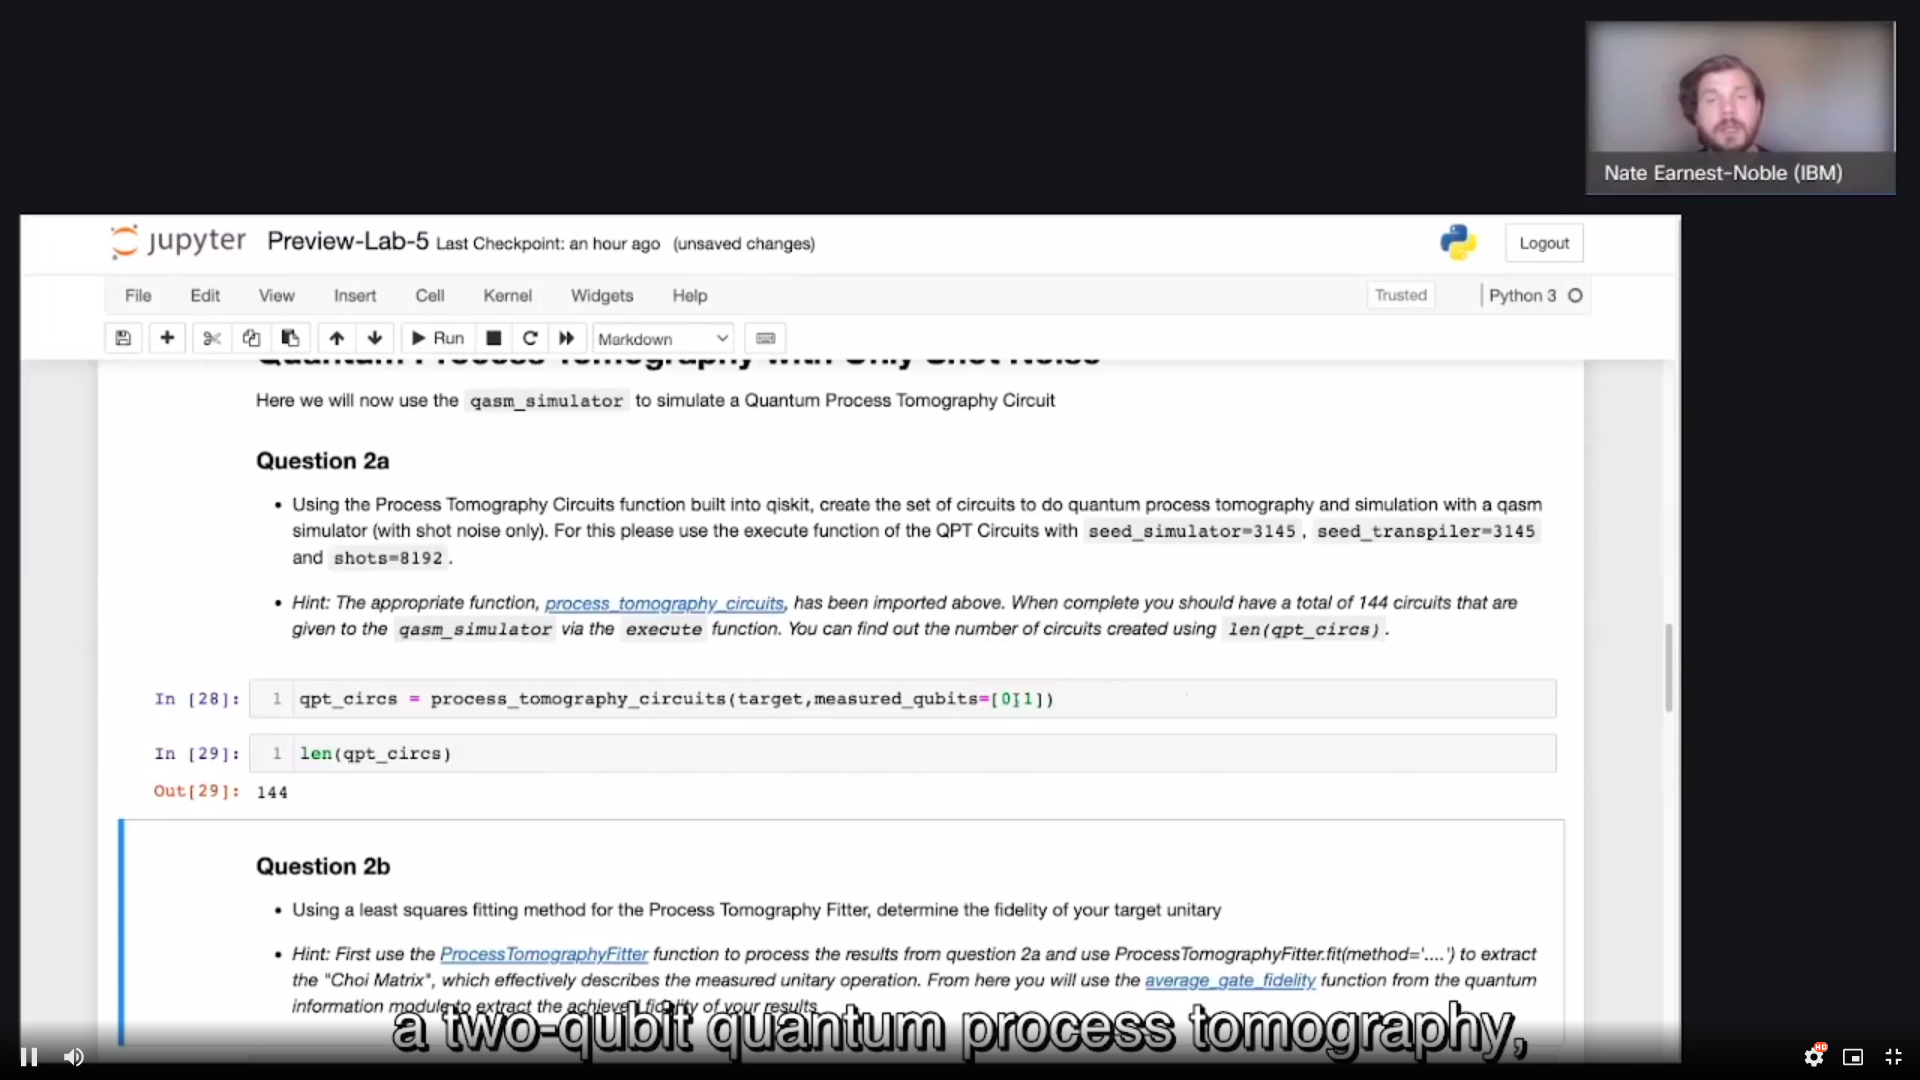 Nate Earnest-Noble (IBM)
jupyter Preview-Lab-5 Last Checkpoint: an hour ago (unsaved changes)
Logout
File Edit View Insert Cell Kernel Widgets Help
Trusted
Python 3
Run
Markdown
Quantum Process Tomography with Only Shot Noise
Here we will now use the qasm_simulator to simulate a Quantum Process Tomography Circuit
Question 2a
• Using the Process Tomography Circuits function built into qiskit, create the set of circuits to do quantum process tomography and simulation with a qasm
simulator (with shot noise only). For this please use the execute function of the QPT Circuits with seed_simulator=3145 , seed_transpiler=3145
and shots=8192 .
• Hint: The appropriate function, process_tomography_circuits, has been imported above. When complete you should have a total of 144 circuits that are
given to the qasm_simulator via the execute function. You can find out the number of circuits created using len(qpt_circs) .
In [28]: 1 qpt_circs = process_tomography_circuits(target,measured_qubits=[0,1])
In [29]: 1 len(qpt_circs)
Out[29]: 144
Question 2b
• Using a least squares fitting method for the Process Tomography Fitter, determine the fidelity of your target unitary
• Hint: First use the ProcessTomographyFitter function to process the results from question 2a and use ProcessTomographyFitter.fit(method='....') to extract
the "Choi Matrix", which effectively describes the measured unitary operation. From here you will use the average_gate_fidelity function from the quantum
information module to extract the achieved fidelity of your results
a two-qubit quantum process tomography,
HD